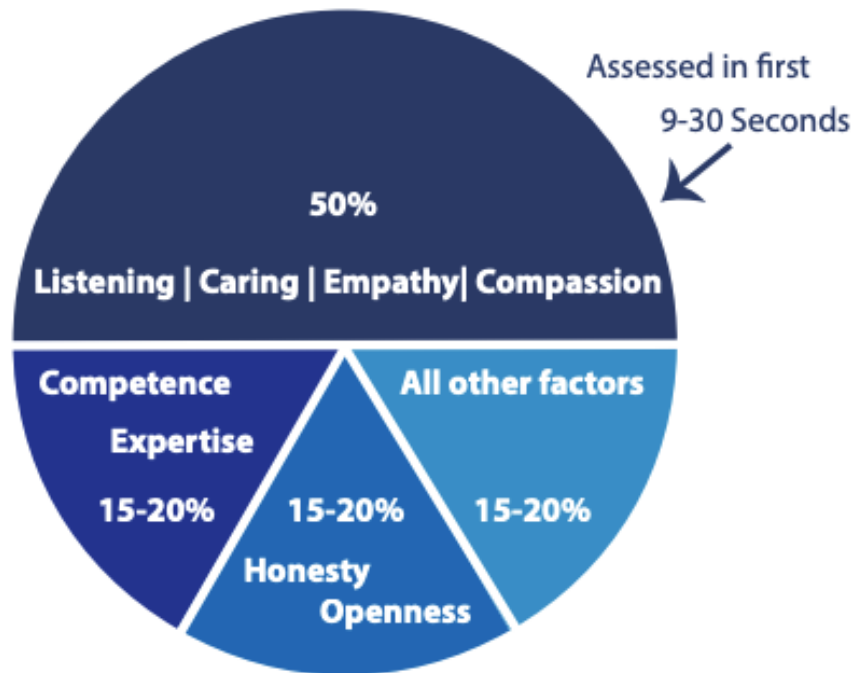 Assessed in first
9-30 Seconds
50%
Listening | Caring | Empathy| Compassion
Competence
Expertise
15-20%
15-20%
Honesty
Openness
All other factors
15-20%